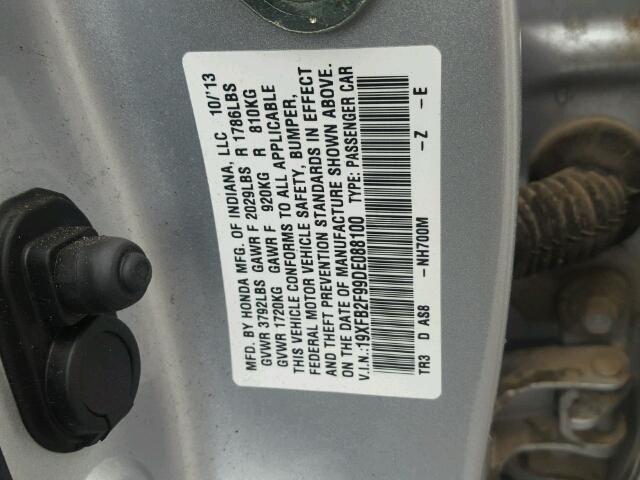 MFD. BY HONDA MFG. OF INDIANA, LLC 10/'13
GVWR 3792LBS GAWR F 2029LBS R 1786LBS
GVWR 1720KG GAWR F 920KG R 810KG
THIS VEHICLE CONFORMS TO ALL APPLICABLE
FEDERAL MOTOR VEHICLE SAFETY, BUMPER,
AND THEFT PREVENTION STANDARDS IN EFFECT
ON THE DATE OF MANUFACTURE SHOWN ABOVE.
V.I.N.:19XFB2F99DE088100 TYPE: PASSENGER CAR
TR3 D AS8 -NH700M -Z -E